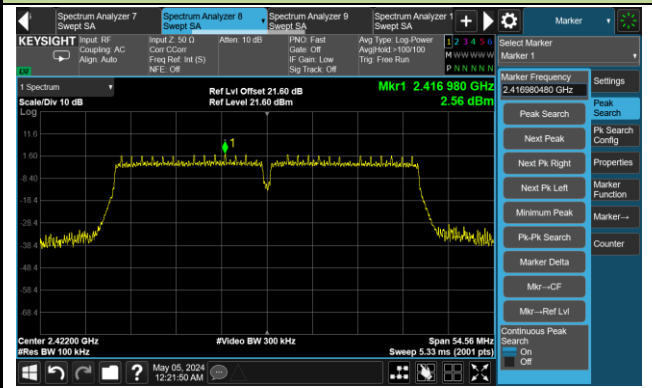 Spectrum Analyzer 7
Swept SA
Spectrum Analyzer 8
Swept SA
Spectrum Analyzer 9
Swept SA
Spectrum Analyzer 1
Swept SA
+
Marker
KEYSIGHT
Input: RF
Coupling: AC
Align: Auto
Input Z: 50 Ω
Corr CCorr
Freq Ref: Int (S)
NFE: Off
Atten: 10 dB
PNO: Fast
Gate: Off
IF Gain: Low
Sig Track: Off
Avg Type: Log-Power
Avg|Hold:>100/100
Trig: Free Run
1 2 3 4 5 6
M W W W W W
P N N N N N
Select Marker
Marker 1
1 Spectrum
Scale/Div 10 dB
Log
Ref Lvl Offset 21.60 dB
Ref Level 21.60 dBm
Mkr1 2.416 980 GHz
2.56 dBm
11.6
1.60
-8.40
-18.4
-28.4
-38.4
-48.4
-58.4
-68.4
1
Center 2.42200 GHz
#Res BW 100 kHz
#Video BW 300 kHz
Span 54.56 MHz
Sweep 5.33 ms (2001 pts)
Marker Frequency
2.416980480 GHz
Peak Search
Next Peak
Next Pk Right
Next Pk Left
Minimum Peak
Pk-Pk Search
Marker Delta
Mkr→CF
Mkr→Ref Lvl
Continuous Peak
Search
On
Off
Settings
Peak
Search
Pk Search
Config
Properties
Marker
Function
Marker→
Counter
?
May 05, 2024
12:21:50 AM